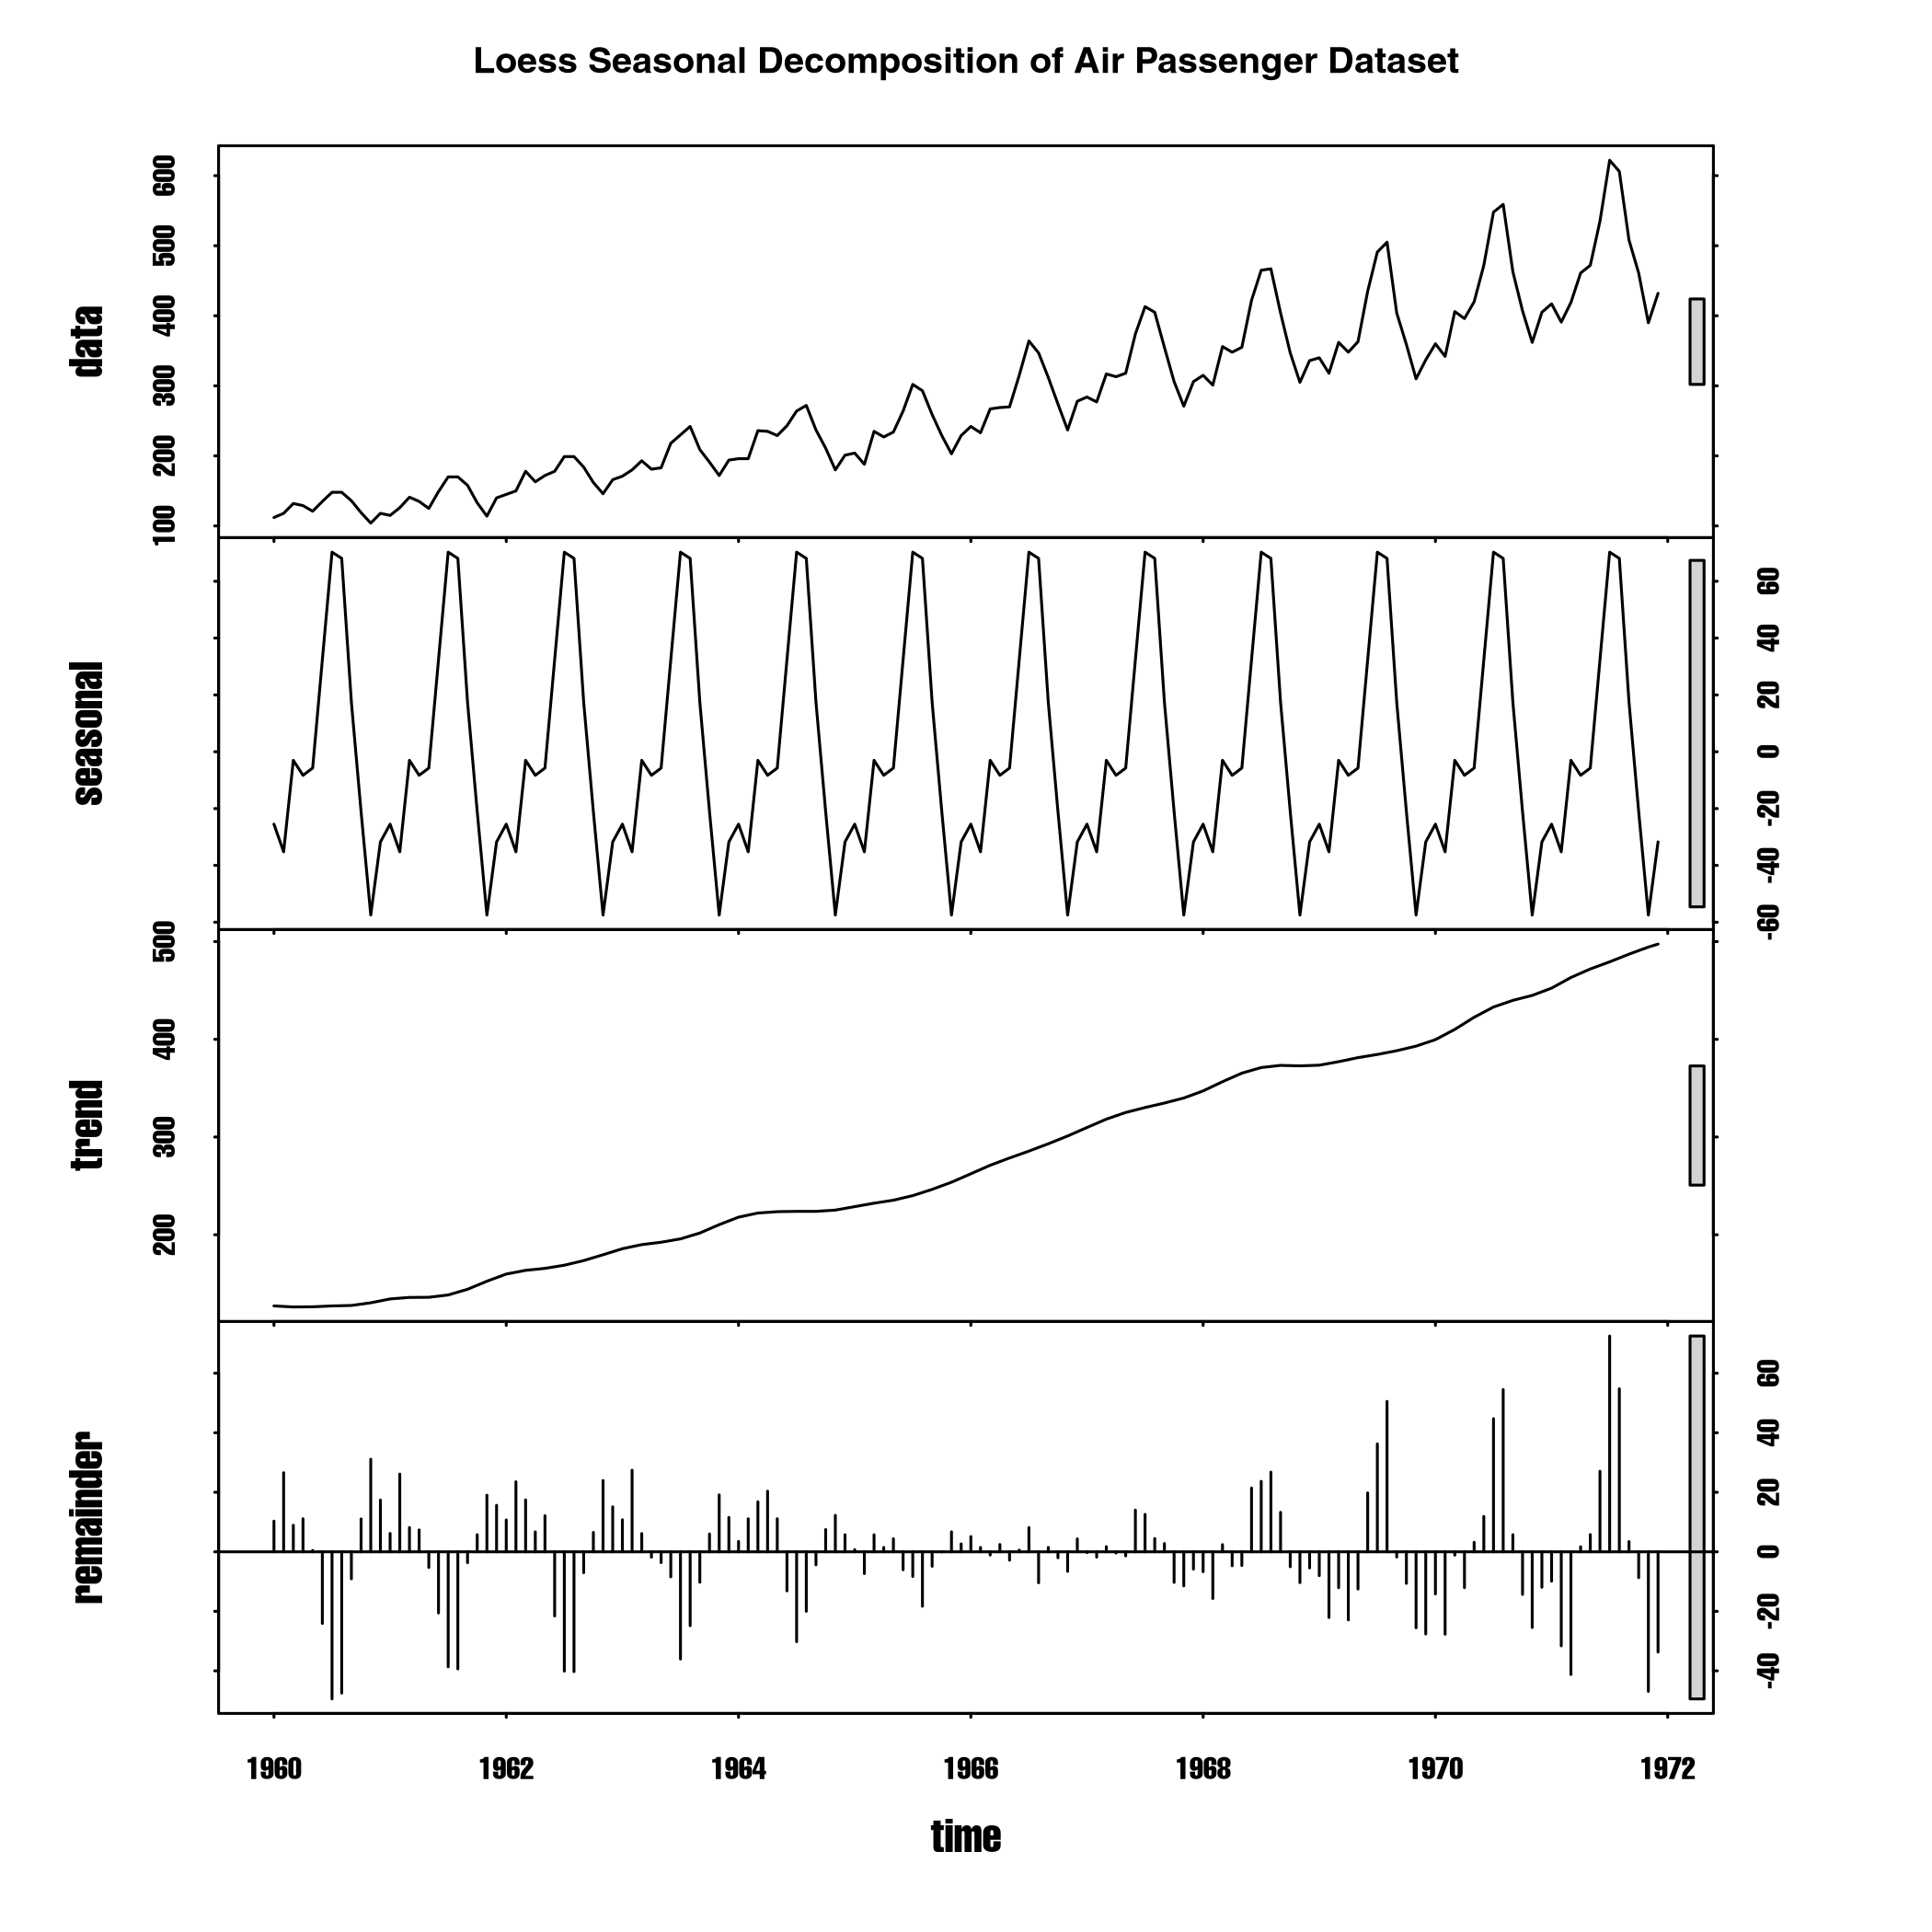 Loess Seasonal Decomposition of Air Passenger Dataset
data
100 200 300 400 500 600
seasonal
-60 -40 -20 0 20 40 60
trend
200 300 400 500
remainder
-40 -20 0 20 40 60
1960 1962 1964 1966 1968 1970 1972
time